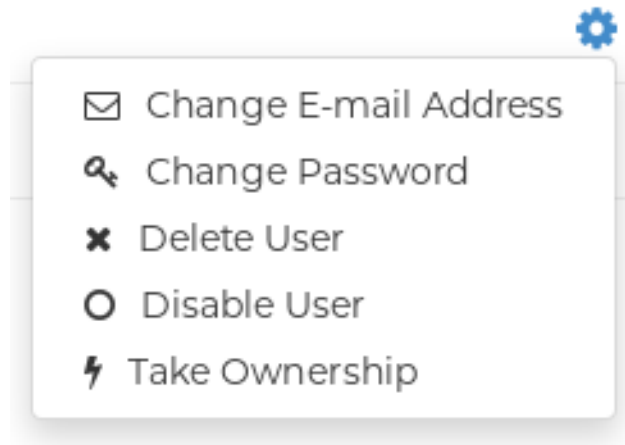 Change E-mail Address
Change Password
Delete User
Disable User
Take Ownership